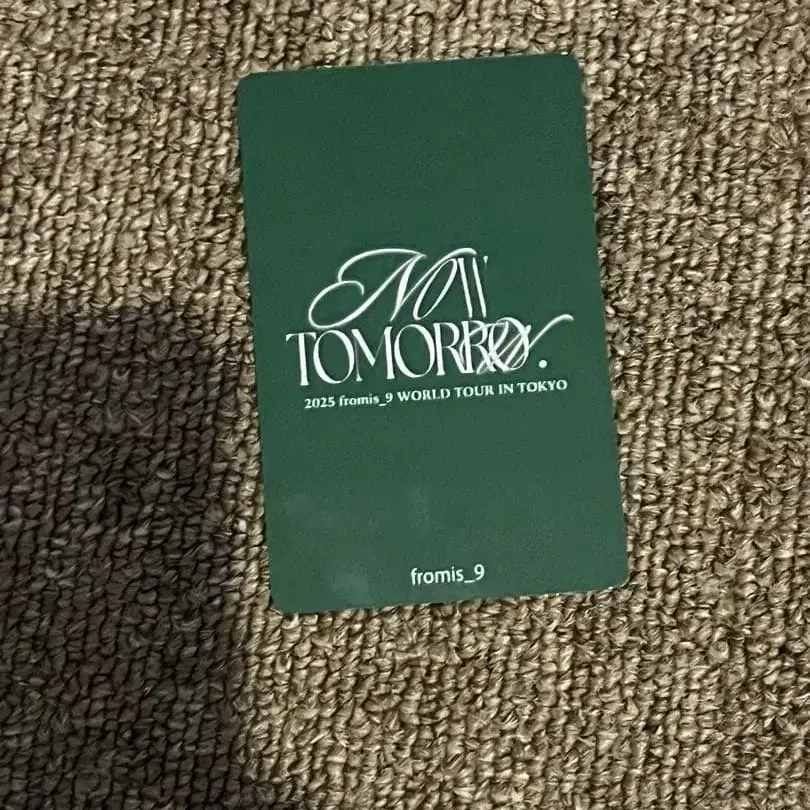 NOW
TOMORROW.
2025 fromis_9 WORLD TOUR IN TOKYO
fromis_9